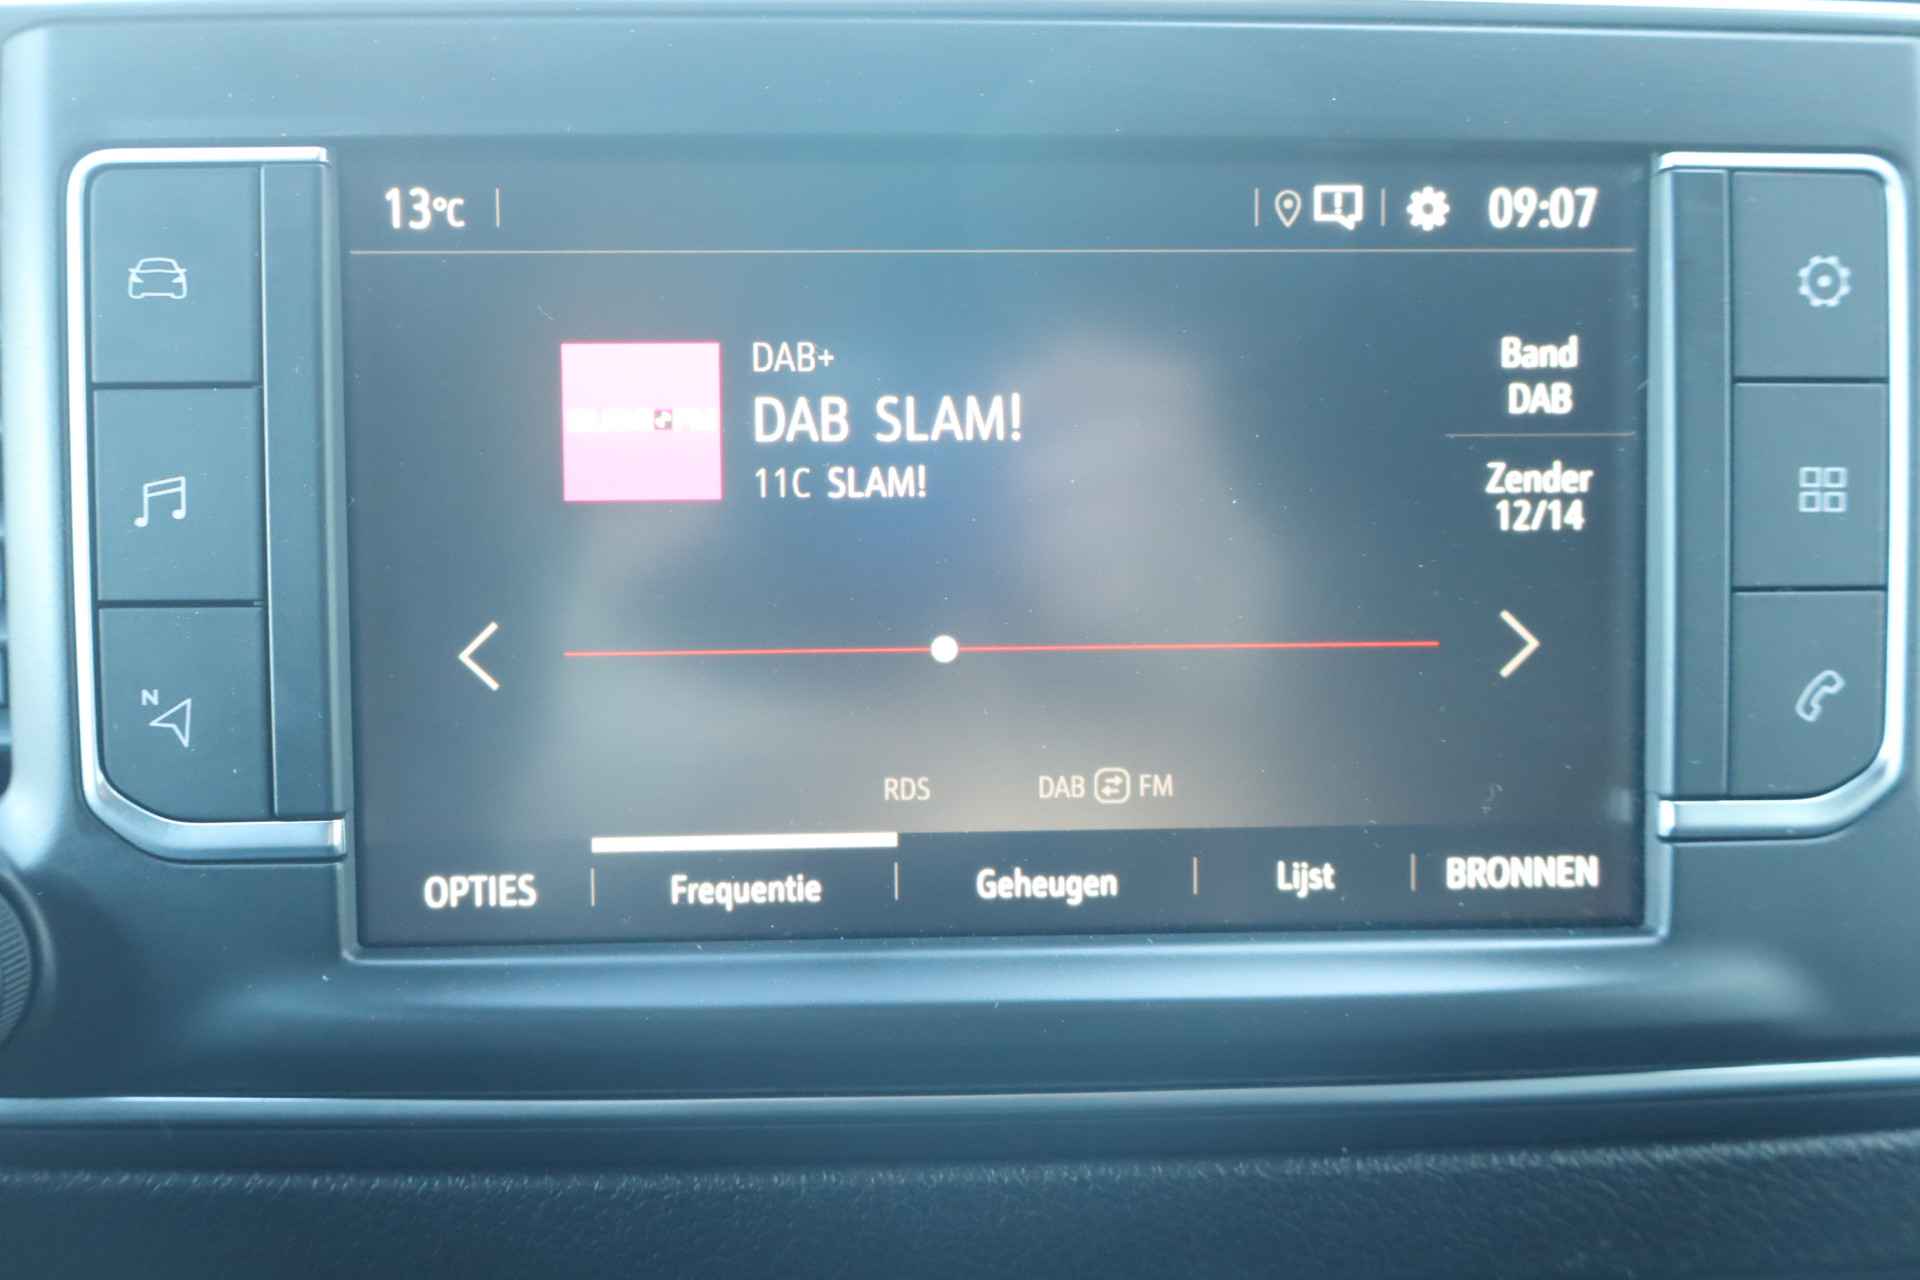 13°C
09:07
DAB+
DAB SLAM!
11C SLAM!
Band
DAB
Zender
12/14
N
RDS
DAB FM
OPTIES
Frequentie
Geheugen
Lijst
BRONNEN